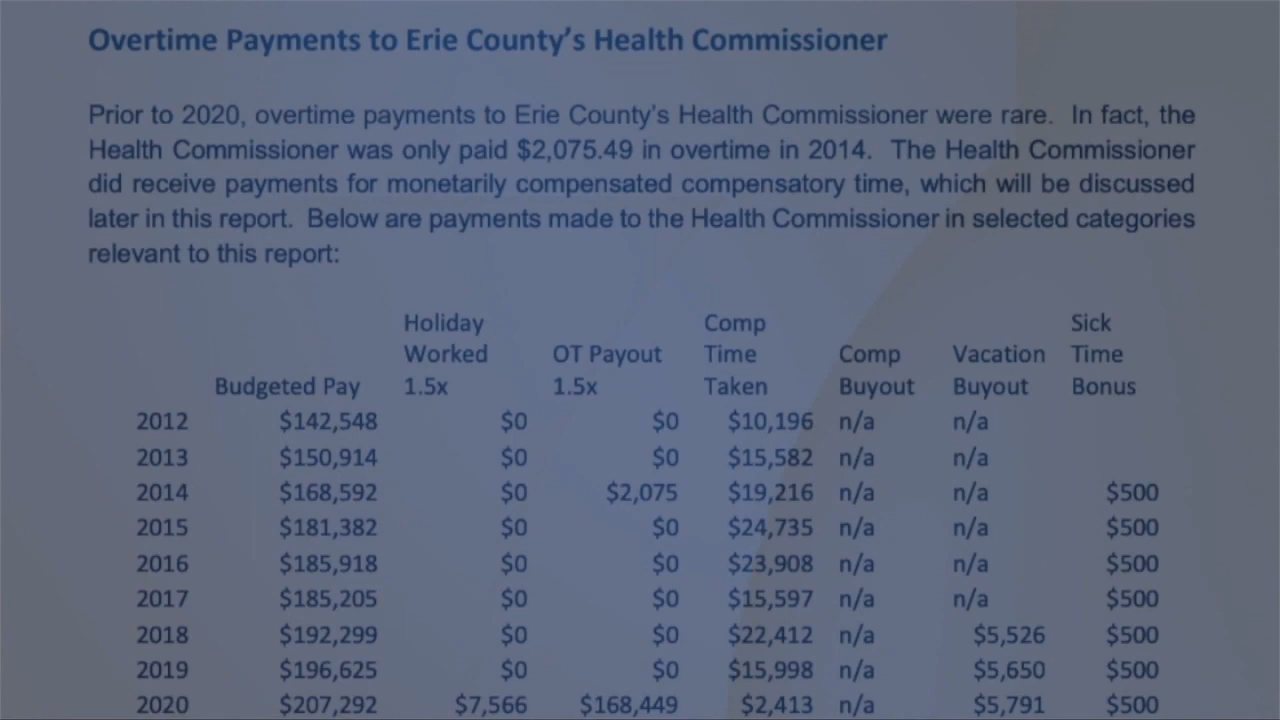 Overtime Payments to Erie County's Health Commissioner
Prior to 2020, overtime payments to Erie County's Health Commissioner were rare. In fact, the
Health Commissioner was only paid $2,075.49 in overtime in 2014. The Health Commissioner
did receive payments for monetarily compensated compensatory time, which will be discussed
later in this report. Below are payments made to the Health Commissioner in selected categories
relevant to this report:
Holiday Comp Sick
Worked OT Payout Time Comp Vacation Time
Budgeted Pay 1.5x 1.5x Taken Buyout Buyout Bonus
2012 $142,548 $0 $0 $10,196 n/a n/a
2013 $150,914 $0 $0 $15,582 n/a n/a
2014 $168,592 $0 $2,075 $19,216 n/a n/a $500
2015 $181,382 $0 $0 $24,735 n/a n/a $500
2016 $185,918 $0 $0 $23,908 n/a n/a $500
2017 $185,205 $0 $0 $15,597 n/a n/a $500
2018 $192,299 $0 $0 $22,412 n/a $5,526 $500
2019 $196,625 $0 $0 $15,998 n/a $5,650 $500
2020 $207,292 $7,566 $168,449 $2,413 n/a $5,791 $500